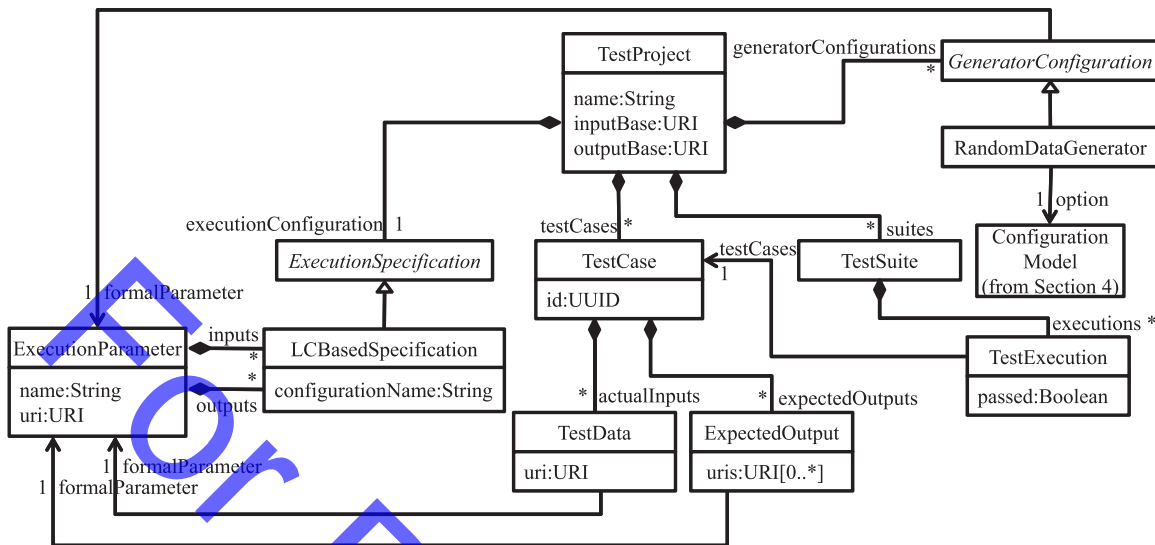 TestProject
name:String
inputBase:URI
outputBase:URI
generatorConfigurations
*
GeneratorConfiguration
RandomDataGenerator
1 option
Configuration
Model
(from Section 4)
executionConfiguration 1
ExecutionSpecification
testCases *
* suites
testCases
1
TestCase
id:UUID
TestSuite
executions *
TestExecution
passed:Boolean
1 formalParameter
inputs
*
ExecutionParameter
name:String
uri:URI
*
outputs
LCBasedSpecification
configurationName:String
* actualInputs
* expectedOutputs
TestData
uri:URI
ExpectedOutput
uris:URI[0..*]
1 formalParameter
1 formalParameter
For